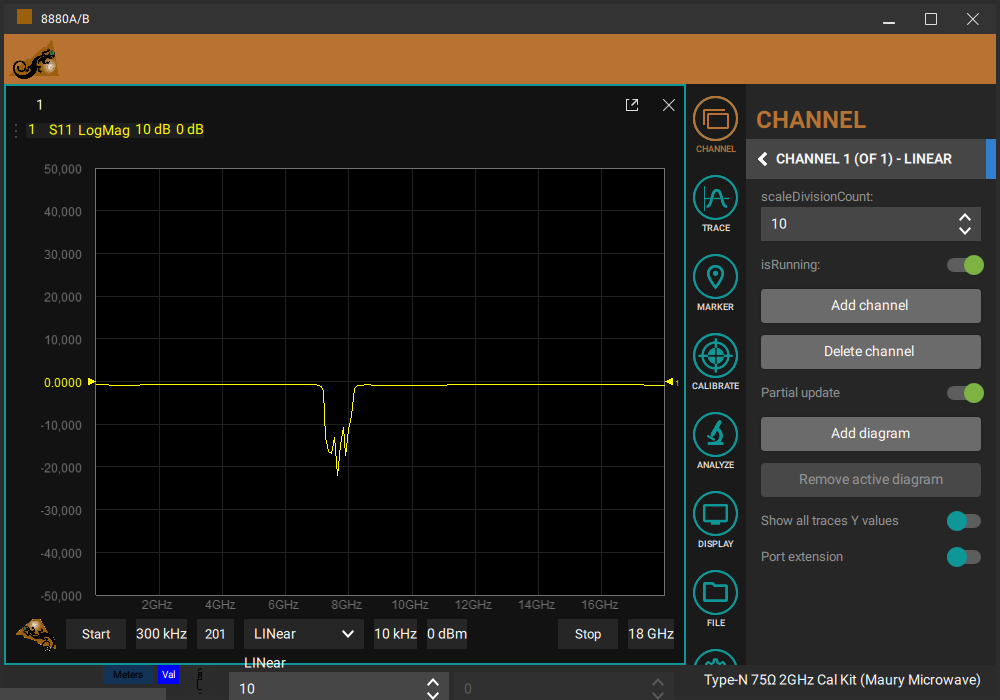 8880A/B
1
1 S11 LogMag 10 dB 0 dB
50,000
40,000
30,000
20,000
10,000
0.0000
1
-10,000
-20,000
-30,000
-40,000
-50,000
2GHz 4GHz 6GHz 8GHz 10GHz 12GHz 14GHz 16GHz
Start 300 kHz 201 LINear 10 kHz 0 dBm Stop 18 GHz
LINear
Meters Val
10 0
CHANNEL
TRACE
MARKER
CALIBRATE
ANALYZE
DISPLAY
FILE
CHANNEL
CHANNEL 1 (OF 1) - LINEAR
scaleDivisionCount:
10
isRunning:
Add channel
Delete channel
Partial update
Add diagram
Remove active diagram
Show all traces Y values
Port extension
Type-N 75Ω 2GHz Cal Kit (Maury Microwave)